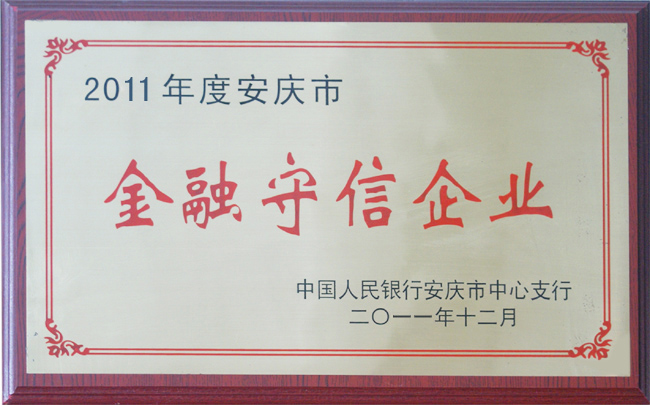 2011年度安庆市
金融守信企业
中国人民银行安庆市中心支行
二〇一一年十二月